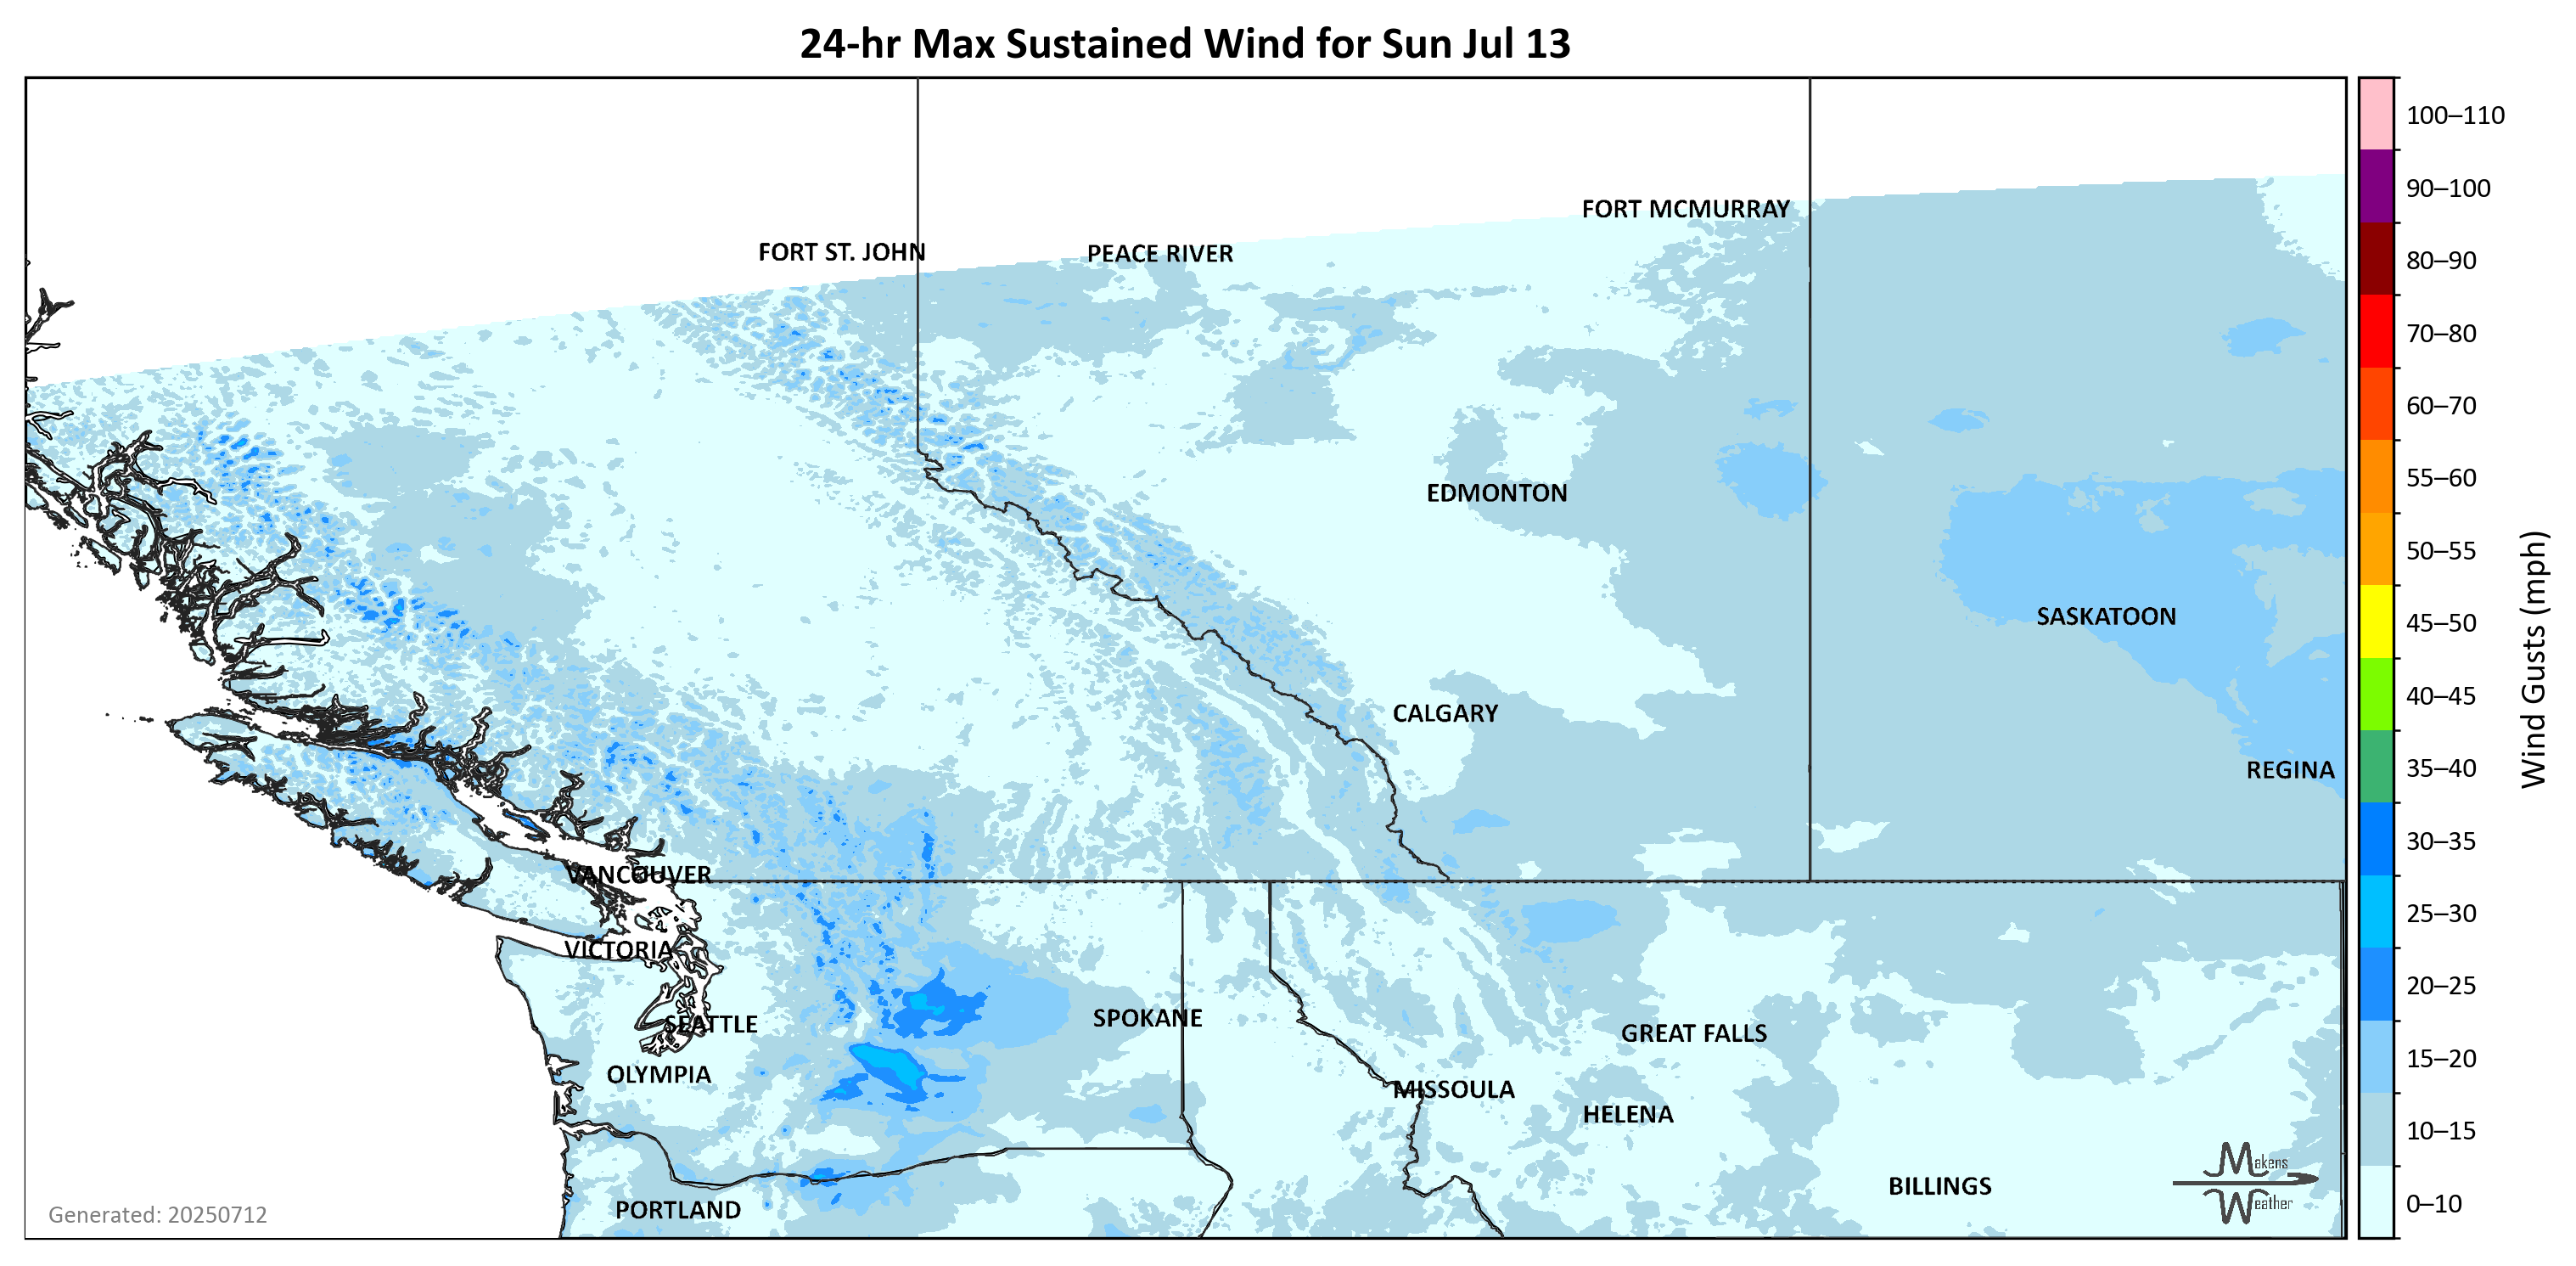 24-hr Max Sustained Wind for Sun Jul 13
100–110
90–100
80–90
70–80
60–70
55–60
50–55
45–50
40–45
35–40
30–35
25–30
20–25
15–20
10–15
0–10
Wind Gusts (mph)
FORT MCMURRAY
FORT ST. JOHN
PEACE RIVER
EDMONTON
SASKATOON
CALGARY
REGINA
VANCOUVER
VICTORIA
SEATTLE
SPOKANE
GREAT FALLS
OLYMPIA
MISSOULA
HELENA
BILLINGS
PORTLAND
Makens
Weather
Generated: 20250712